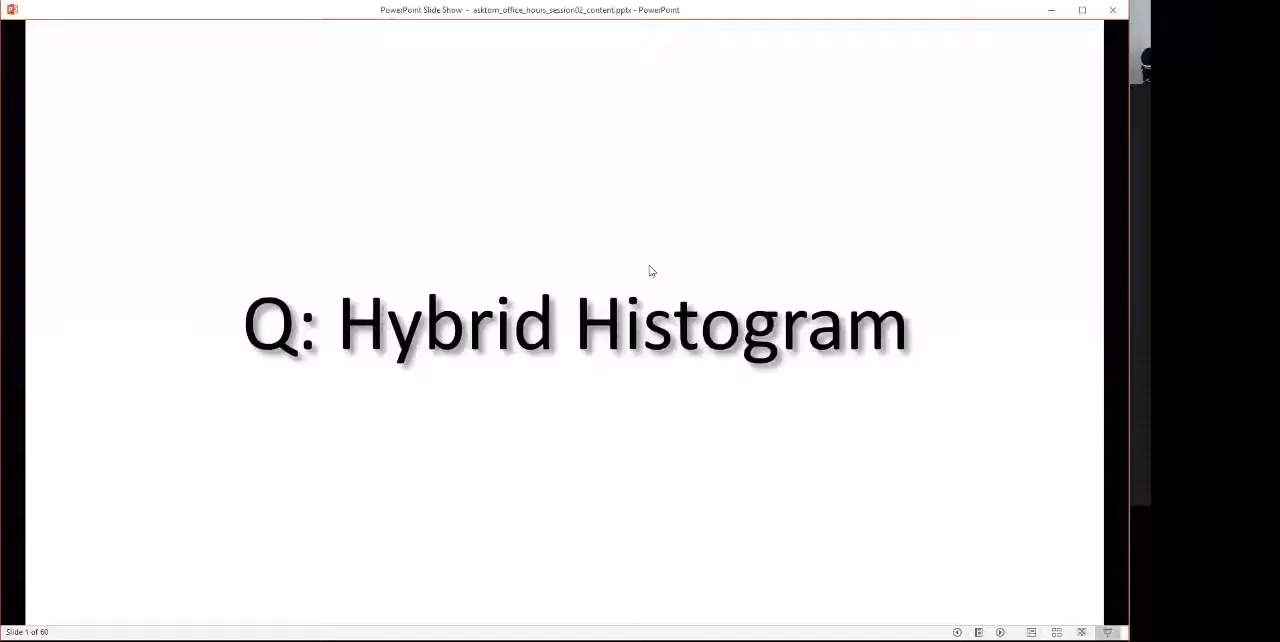 PowerPoint Slide Show - asktom_office_hours_session02_content.pptx - PowerPoint
Q: Hybrid Histogram
Slide 1 of 60